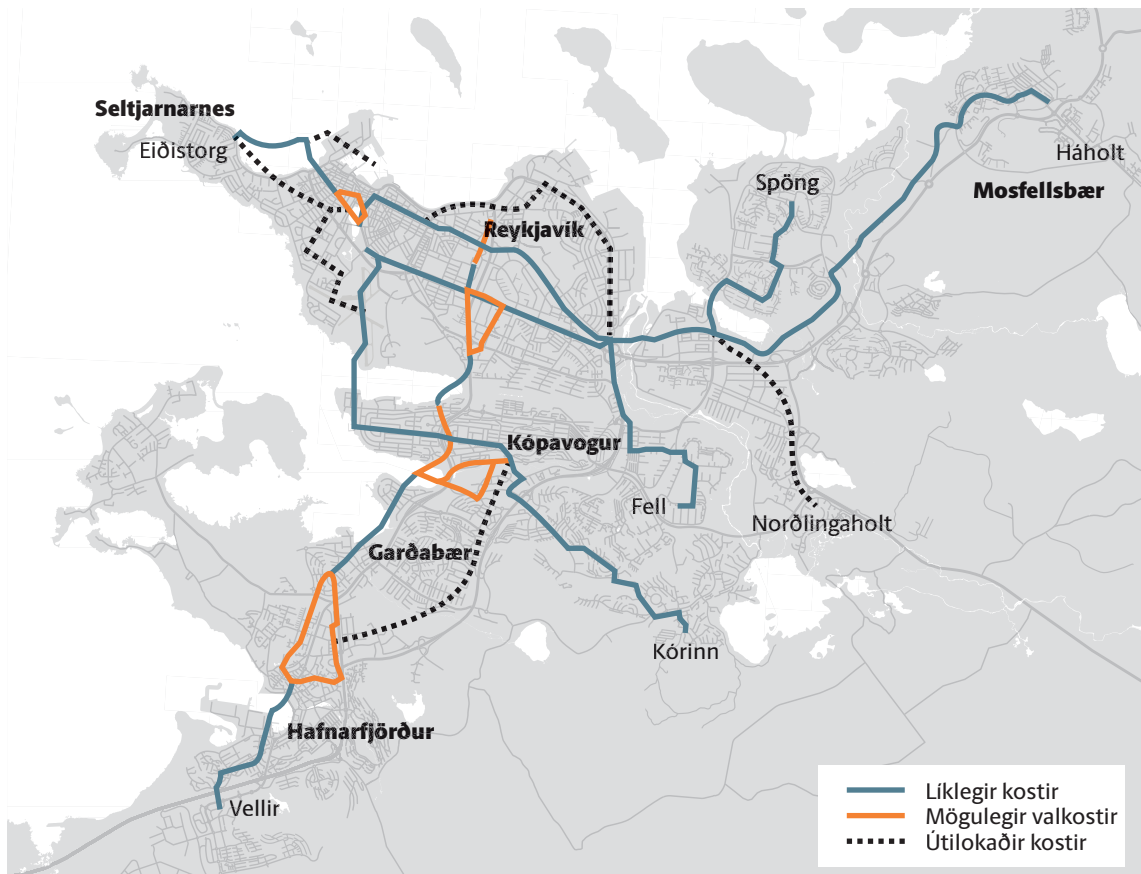 Seltjarnarnes
Eiðistorg
Háholt
Mosfellsbær
Spöng
Reykjavík
Kópavogur
Fell
Norðlingaholt
Garðabær
Kórinn
Hafnarfjörður
Vellir
Líklegir kostir
Mögulegir valkostir
Útilokaðir kostir